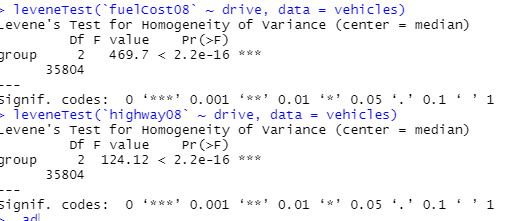 > leveneTest(`fuelCost08` ~ drive, data = vehicles)
Levene's Test for Homogeneity of Variance (center = median)
Df F value Pr(>F)
group 2 469.7 < 2.2e-16 ***
35804
---
Signif. codes: 0 ‘***’ 0.001 ‘**’ 0.01 ‘*’ 0.05 ‘.’ 0.1 ‘ ’ 1
> leveneTest(`highway08` ~ drive, data = vehicles)
Levene's Test for Homogeneity of Variance (center = median)
Df F value Pr(>F)
group 2 124.12 < 2.2e-16 ***
35804
---
Signif. codes: 0 ‘***’ 0.001 ‘**’ 0.01 ‘*’ 0.05 ‘.’ 0.1 ‘ ’ 1
> ad